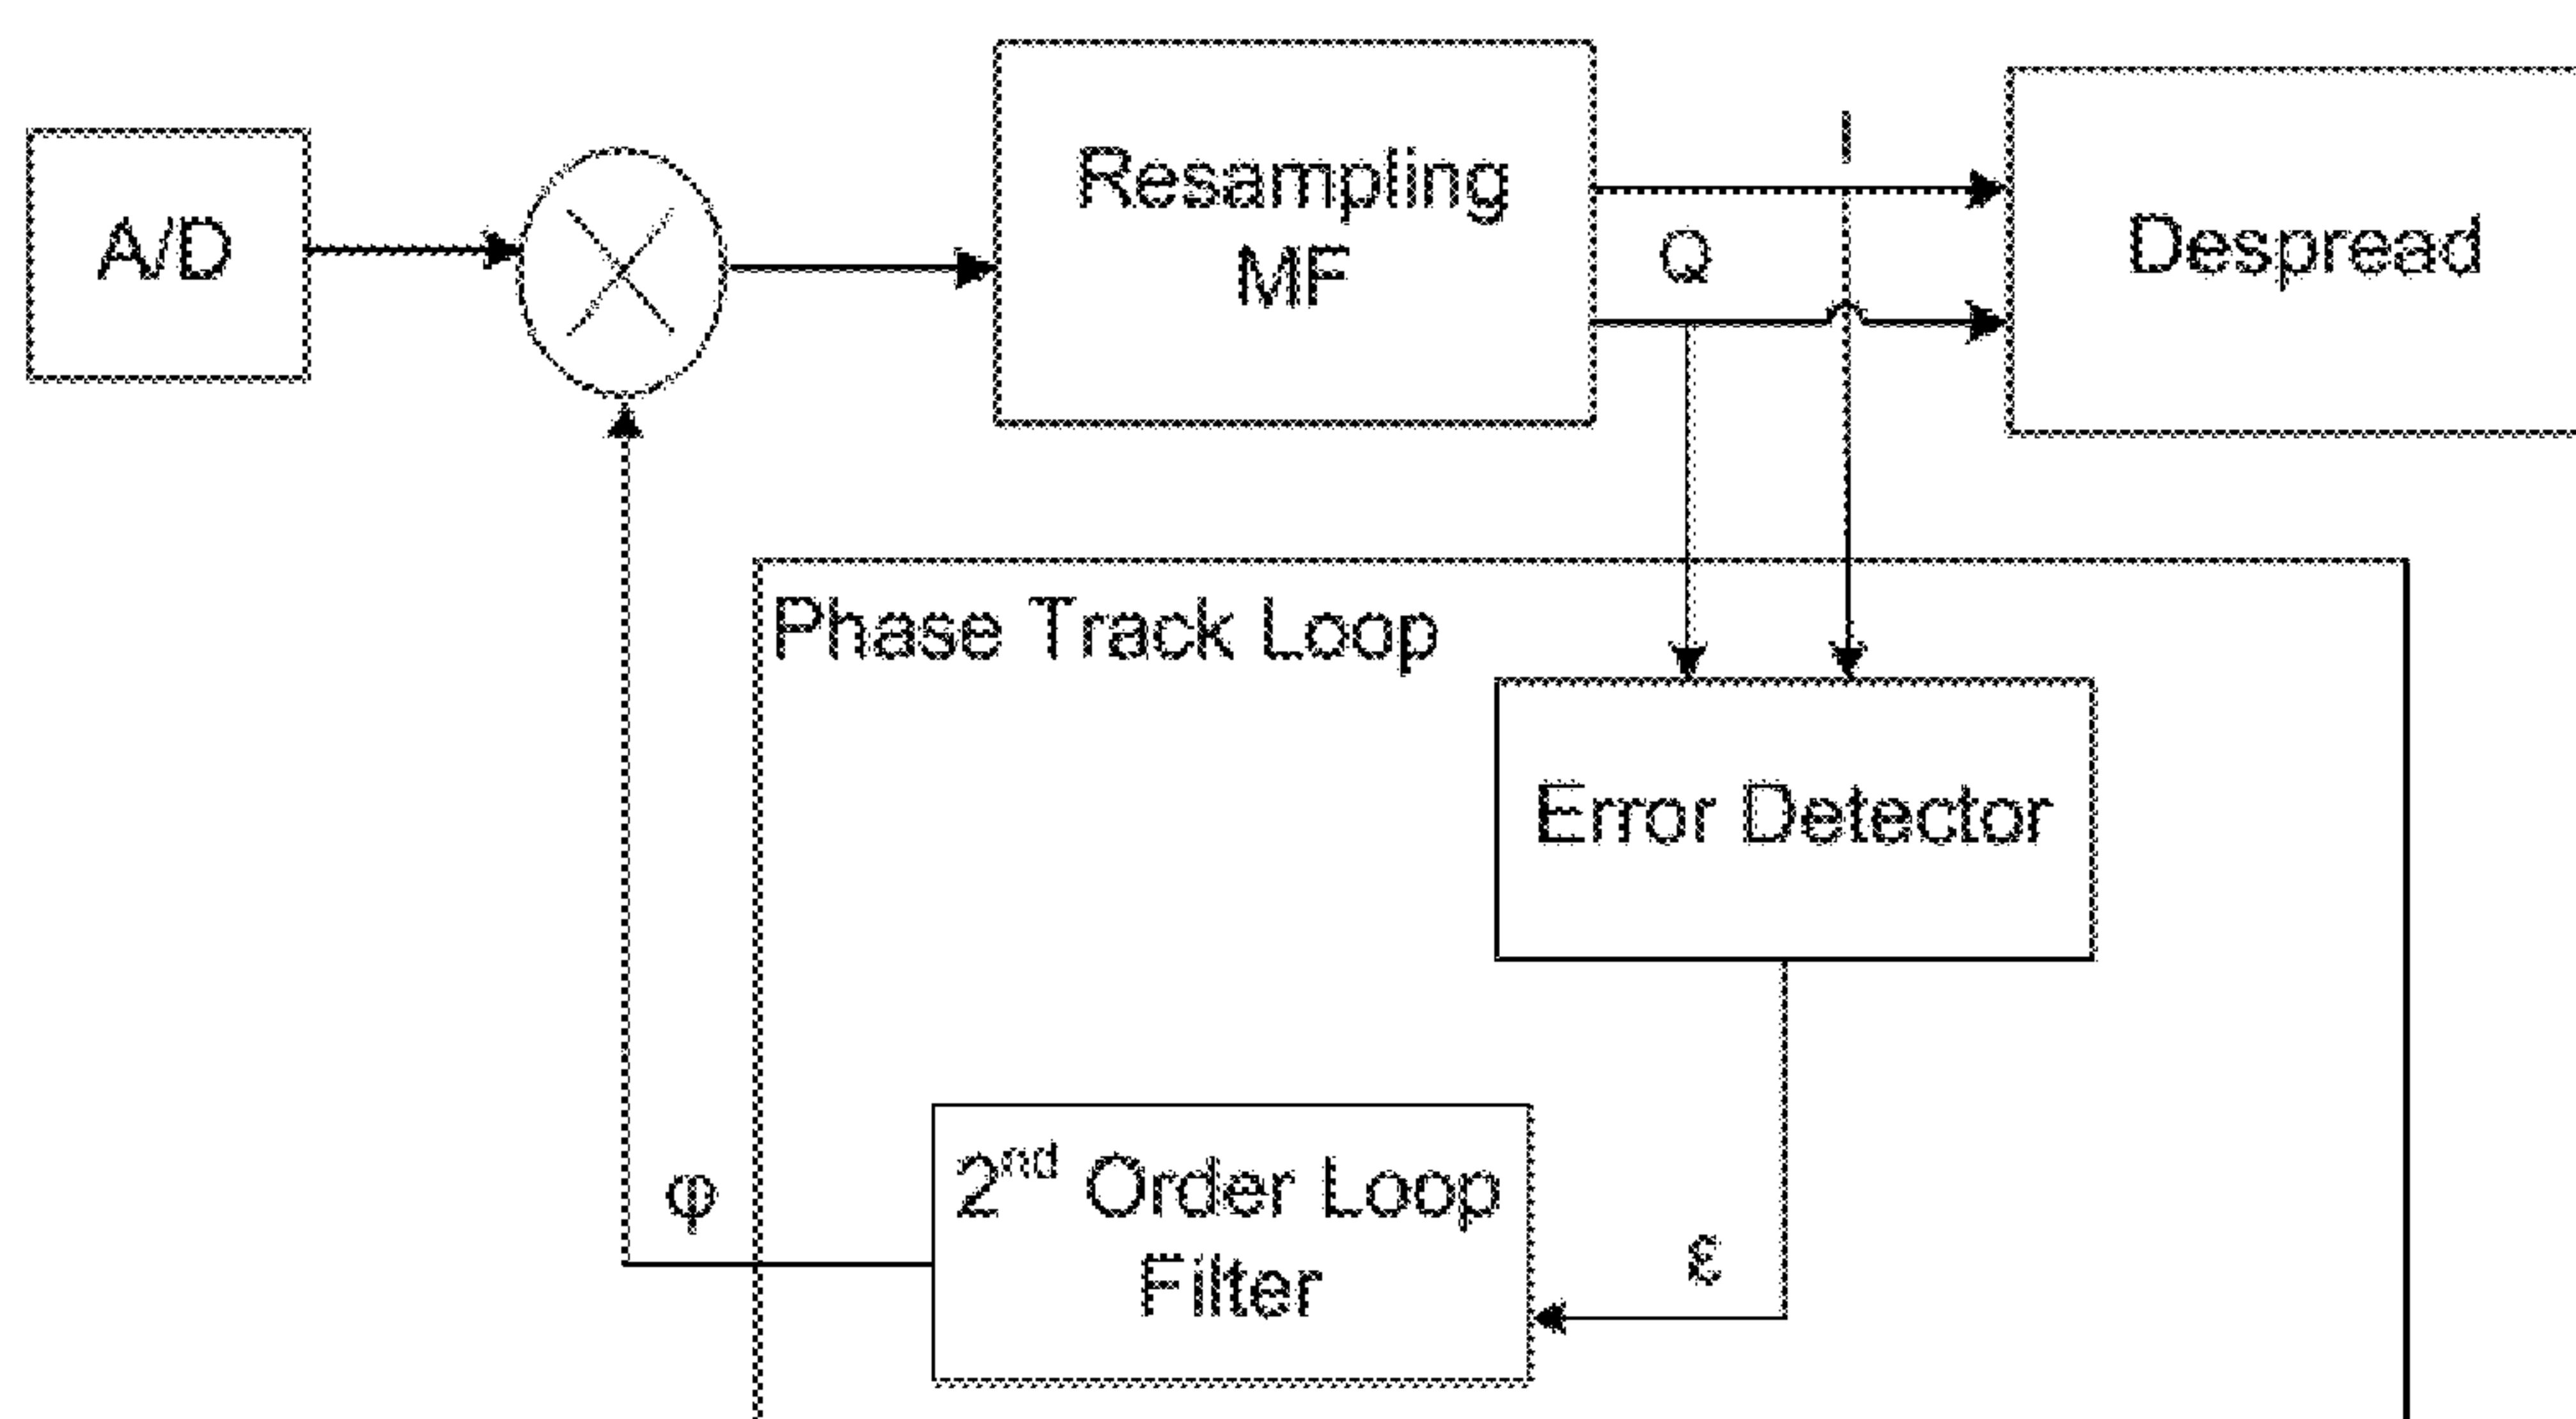 A/D
Resampling
MF
I
Q
Despread
Phase Track Loop
Error Detector
2nd Order Loop
Filter
φ
ε